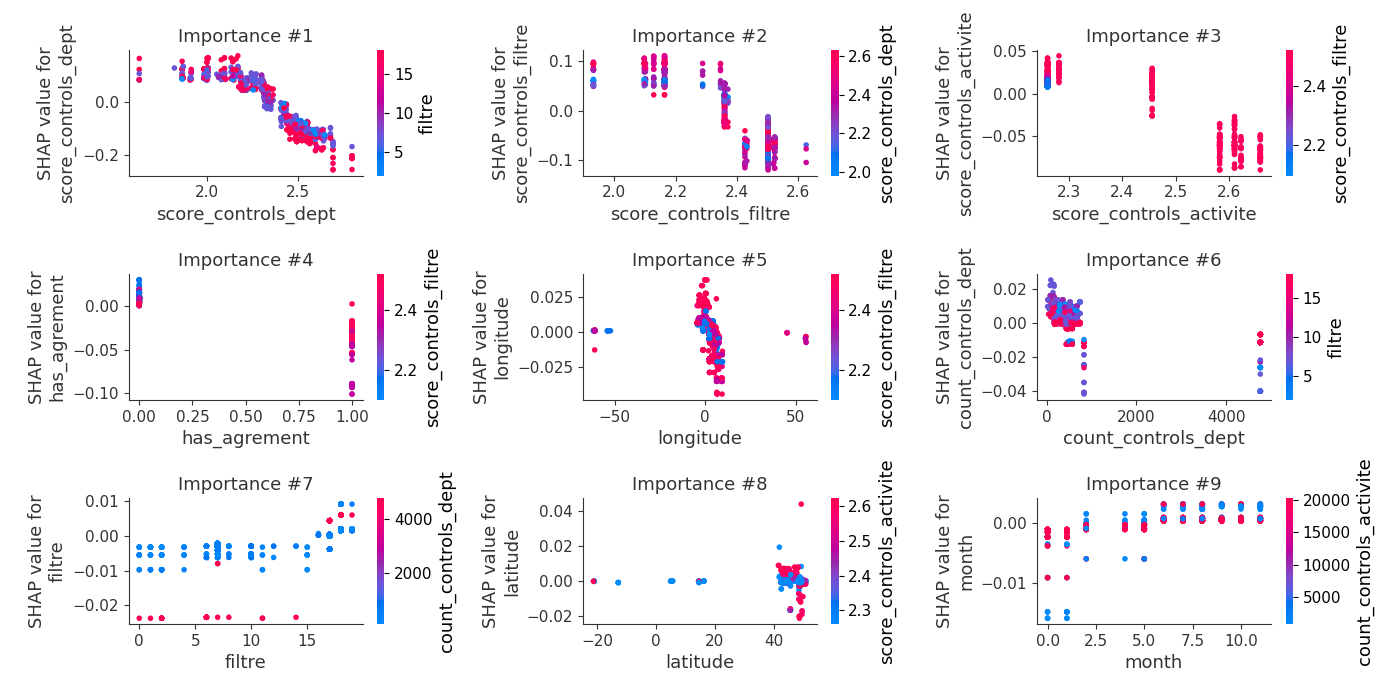 Importance #1
SHAP value for
score_controls_dept
0.0
−0.2
2.0
2.5
score_controls_dept
15
10
5
filtre
Importance #2
SHAP value for
score_controls_filtre
0.1
0.0
−0.1
2.0
2.2
2.4
2.6
score_controls_filtre
2.6
2.4
2.2
2.0
score_controls_dept
Importance #3
SHAP value for
score_controls_activite
0.05
0.00
−0.05
2.3
2.4
2.5
2.6
score_controls_activite
2.4
2.2
score_controls_filtre
Importance #4
SHAP value for
has_agrement
0.00
−0.05
−0.10
0.00
0.25
0.50
0.75
1.00
has_agrement
2.4
2.2
score_controls_filtre
Importance #5
SHAP value for
longitude
0.025
0.000
−0.025
−50
0
50
longitude
2.4
2.2
score_controls_filtre
Importance #6
SHAP value for
count_controls_dept
0.02
0.00
−0.02
−0.04
0
2000
4000
count_controls_dept
15
10
5
filtre
Importance #7
SHAP value for
filtre
0.01
0.00
−0.01
−0.02
0
5
10
15
filtre
4000
2000
count_controls_dept
Importance #8
SHAP value for
latitude
0.04
0.02
0.00
−0.02
−20
0
20
40
latitude
2.6
2.5
2.4
2.3
score_controls_activite
Importance #9
SHAP value for
month
0.00
−0.01
0.0
2.5
5.0
7.5
10.0
month
20000
15000
10000
5000
count_controls_activite